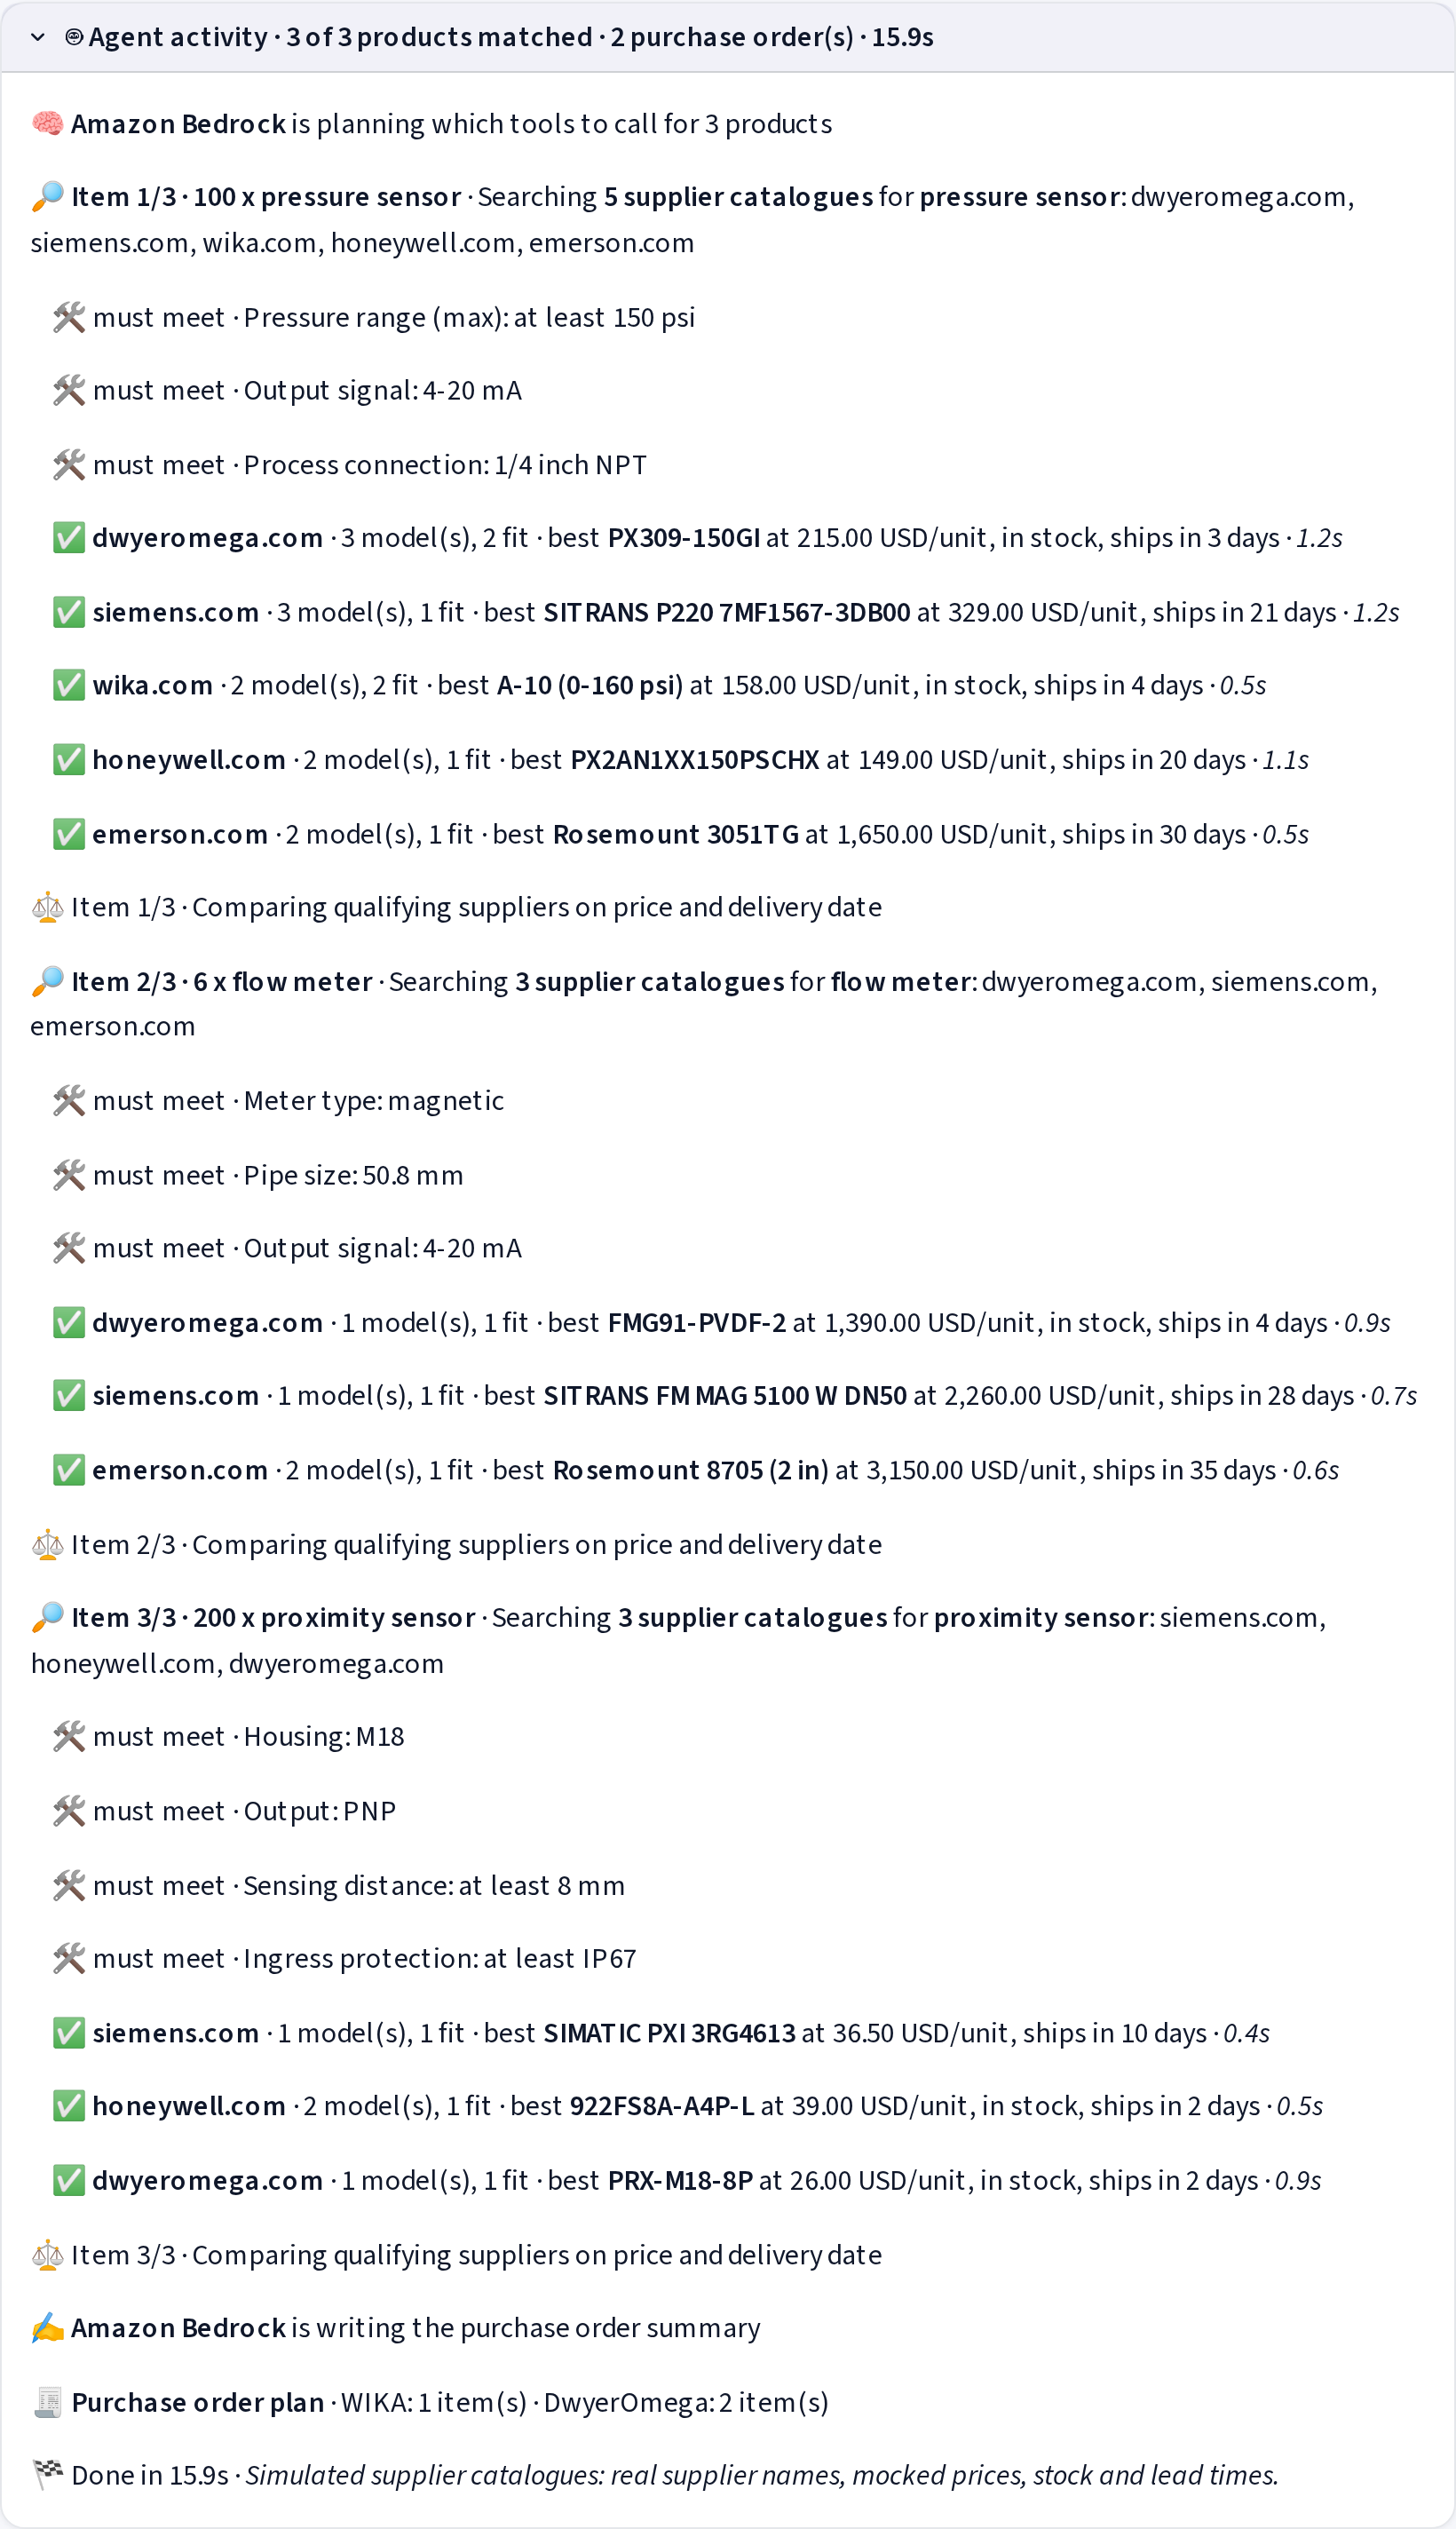 Agent activity · 3 of 3 products matched · 2 purchase order(s) · 15.9s
Amazon Bedrock is planning which tools to call for 3 products
Item 1/3 · 100 x pressure sensor · Searching 5 supplier catalogues for pressure sensor: dwyeromega.com,
siemens.com, wika.com, honeywell.com, emerson.com
must meet · Pressure range (max): at least 150 psi
must meet · Output signal: 4-20 mA
must meet · Process connection: 1/4 inch NPT
dwyeromega.com · 3 model(s), 2 fit · best PX309-150GI at 215.00 USD/unit, in stock, ships in 3 days · 1.2s
siemens.com · 3 model(s), 1 fit · best SITRANS P220 7MF1567-3DB00 at 329.00 USD/unit, ships in 21 days · 1.2s
wika.com · 2 model(s), 2 fit · best A-10 (0-160 psi) at 158.00 USD/unit, in stock, ships in 4 days · 0.5s
honeywell.com · 2 model(s), 1 fit · best PX2AN1XX150PSCHX at 149.00 USD/unit, ships in 20 days · 1.1s
emerson.com · 2 model(s), 1 fit · best Rosemount 3051TG at 1,650.00 USD/unit, ships in 30 days · 0.5s
Item 1/3 · Comparing qualifying suppliers on price and delivery date
Item 2/3 · 6 x flow meter · Searching 3 supplier catalogues for flow meter: dwyeromega.com, siemens.com,
emerson.com
must meet · Meter type: magnetic
must meet · Pipe size: 50.8 mm
must meet · Output signal: 4-20 mA
dwyeromega.com · 1 model(s), 1 fit · best FMG91-PVDF-2 at 1,390.00 USD/unit, in stock, ships in 4 days · 0.9s
siemens.com · 1 model(s), 1 fit · best SITRANS FM MAG 5100 W DN50 at 2,260.00 USD/unit, ships in 28 days · 0.7s
emerson.com · 2 model(s), 1 fit · best Rosemount 8705 (2 in) at 3,150.00 USD/unit, ships in 35 days · 0.6s
Item 2/3 · Comparing qualifying suppliers on price and delivery date
Item 3/3 · 200 x proximity sensor · Searching 3 supplier catalogues for proximity sensor: siemens.com,
honeywell.com, dwyeromega.com
must meet · Housing: M18
must meet · Output: PNP
must meet · Sensing distance: at least 8 mm
must meet · Ingress protection: at least IP67
siemens.com · 1 model(s), 1 fit · best SIMATIC PXI 3RG4613 at 36.50 USD/unit, ships in 10 days · 0.4s
honeywell.com · 2 model(s), 1 fit · best 922FS8A-A4P-L at 39.00 USD/unit, in stock, ships in 2 days · 0.5s
dwyeromega.com · 1 model(s), 1 fit · best PRX-M18-8P at 26.00 USD/unit, in stock, ships in 2 days · 0.9s
Item 3/3 · Comparing qualifying suppliers on price and delivery date
Amazon Bedrock is writing the purchase order summary
Purchase order plan · WIKA: 1 item(s) · DwyerOmega: 2 item(s)
Done in 15.9s · Simulated supplier catalogues: real supplier names, mocked prices, stock and lead times.